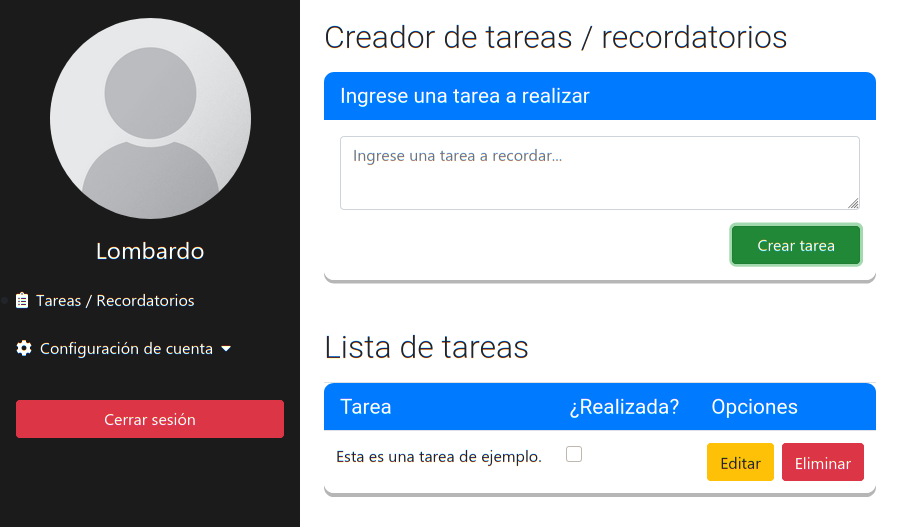 Lombardo
Tareas / Recordatorios
Configuración de cuenta
Cerrar sesión
Creador de tareas / recordatorios
Ingrese una tarea a realizar
Ingrese una tarea a recordar...
Crear tarea
Lista de tareas
Tarea ¿Realizada? Opciones
Esta es una tarea de ejemplo. Editar Eliminar